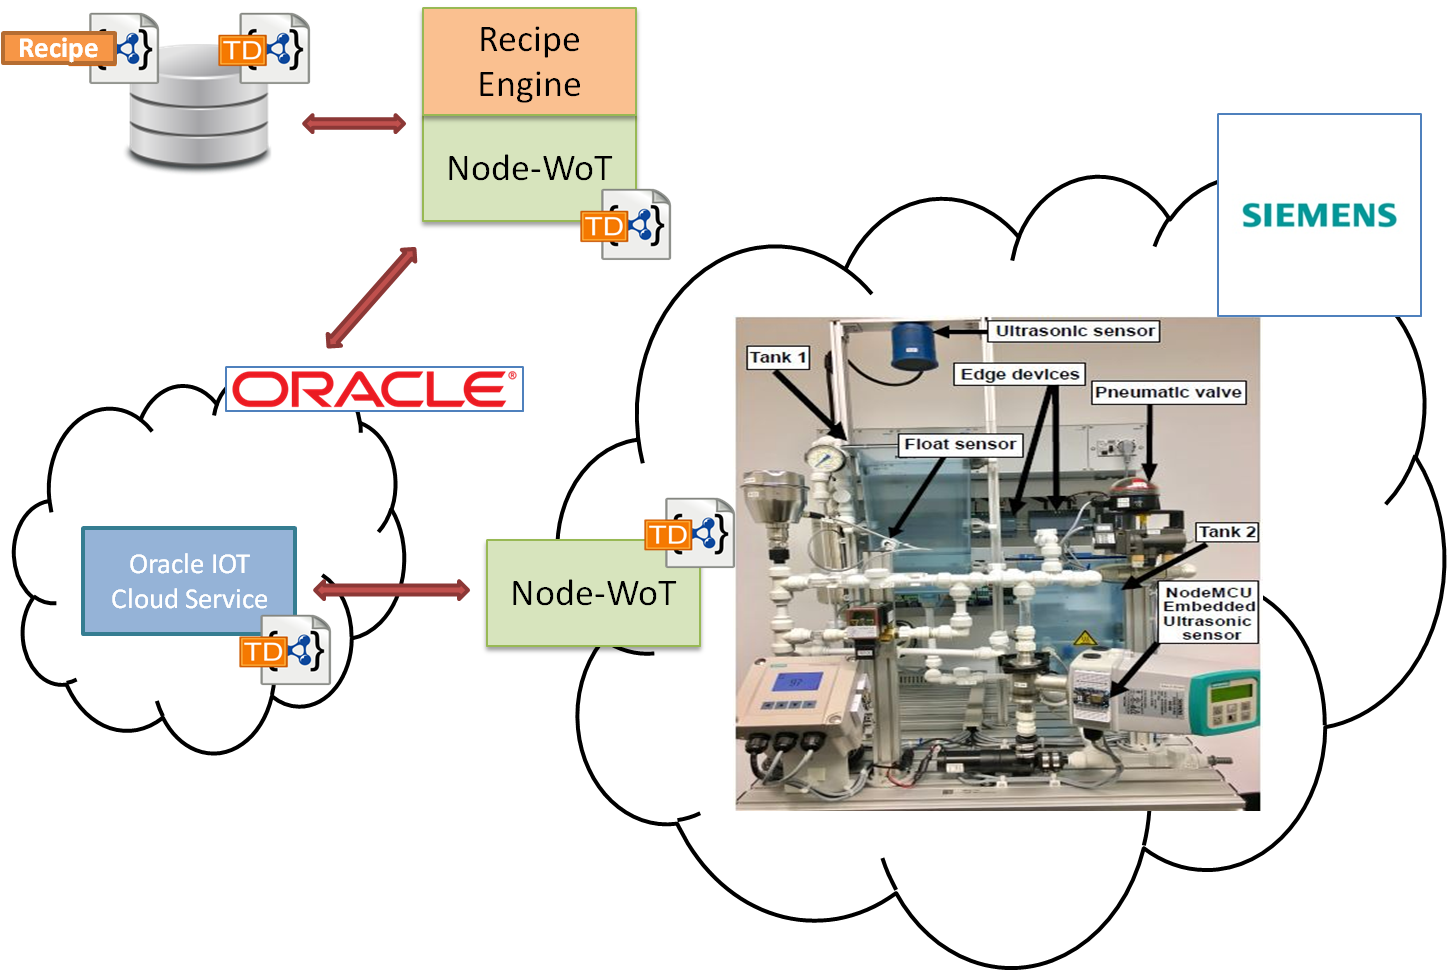 Recipe
{ }
TD
{ }
Recipe
Engine
Node-WoT
TD
{ }
SIEMENS
ORACLE®
Ultrasonic sensor
Tank 1
Edge devices
Pneumatic valve
Float sensor
Tank 2
NodeMCU
Embedded
Ultrasonic
sensor
TD
{ }
Node-WoT
Oracle IOT
Cloud Service
TD
{ }
97